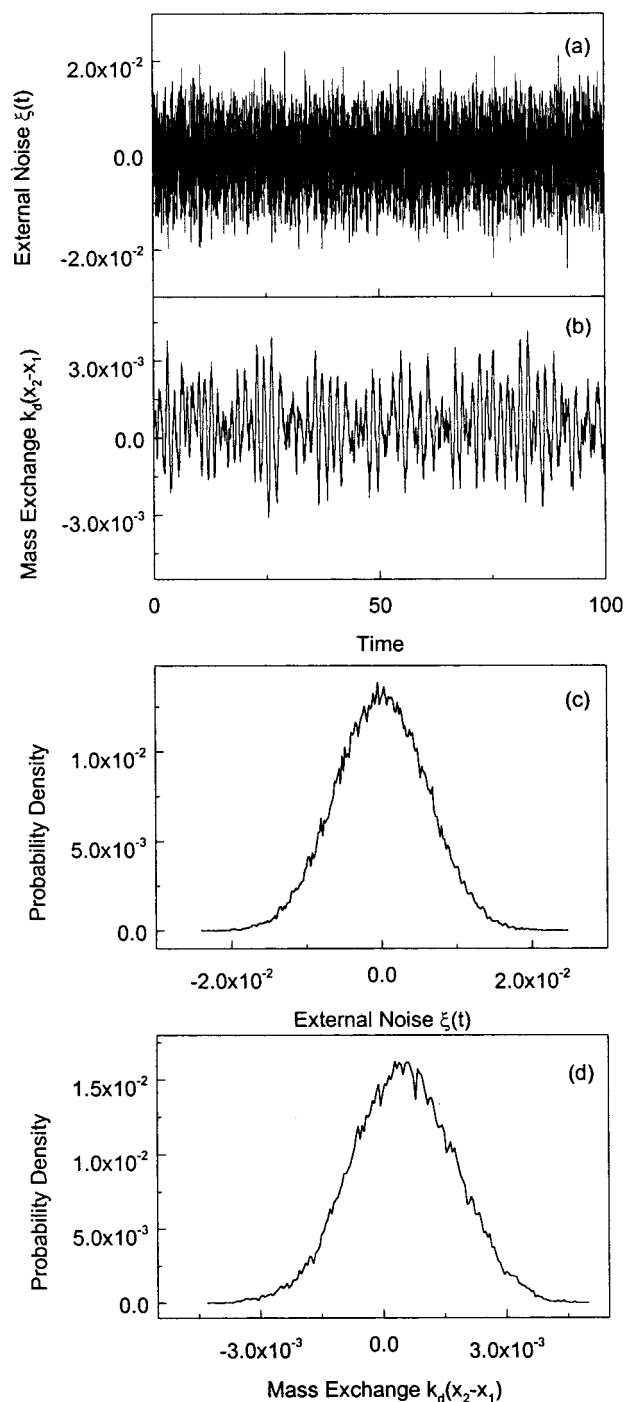 (a)
External Noise ξ(t)
2.0x10⁻²
0.0
-2.0x10⁻²
(b)
Mass Exchange k_d(x₂-x₁)
3.0x10⁻³
0.0
-3.0x10⁻³
0 50 100
Time
(c)
Probability Density
1.0x10⁻²
5.0x10⁻³
0.0
-2.0x10⁻² 0.0 2.0x10⁻²
External Noise ξ(t)
(d)
Probability Density
1.5x10⁻²
1.0x10⁻²
5.0x10⁻³
0.0
-3.0x10⁻³ 0.0 3.0x10⁻³
Mass Exchange k_d(x₂-x₁)